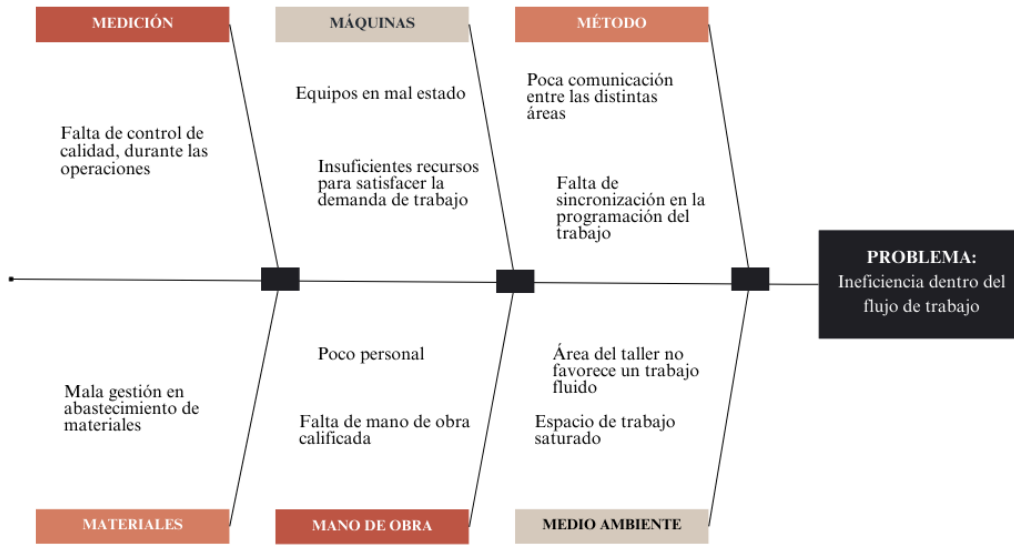 MEDICIÓN
MÁQUINAS
MÉTODO
Falta de control de
calidad, durante las
operaciones
Equipos en mal estado
Insuficientes recursos
para satisfacer la
demanda de trabajo
Poca comunicación
entre las distintas
áreas
Falta de
sincronización en la
programación del
trabajo
PROBLEMA:
Ineficiencia dentro del
flujo de trabajo
Mala gestión en
abastecimiento de
materiales
Poco personal
Falta de mano de obra
calificada
Área del taller no
favorece un trabajo
fluido
Espacio de trabajo
saturado
MATERIALES
MANO DE OBRA
MEDIO AMBIENTE